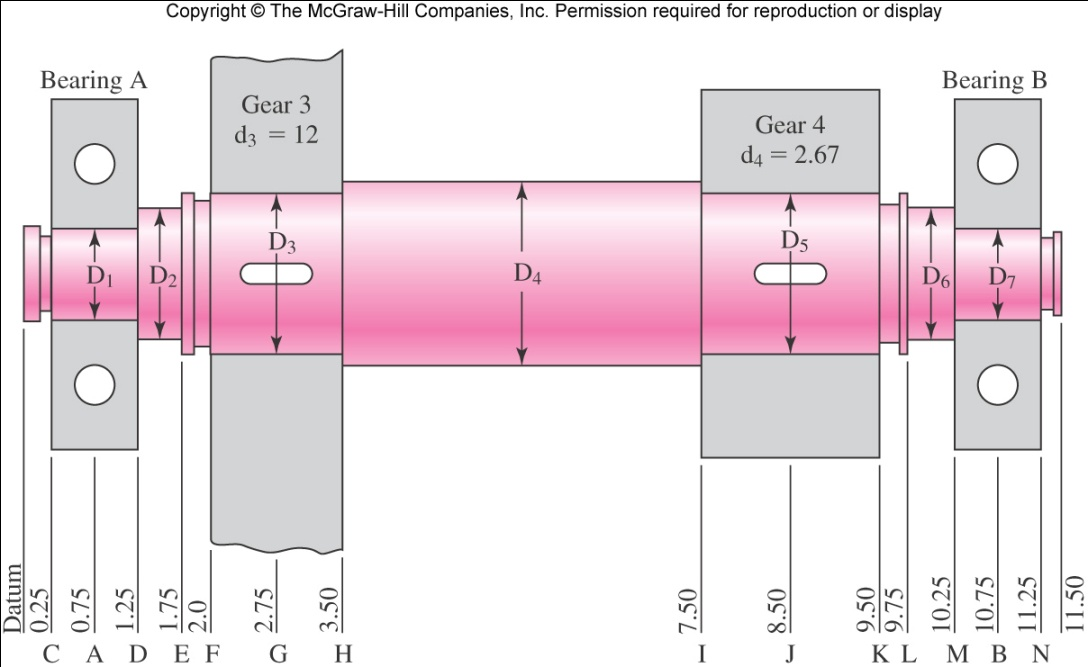 Copyright © The McGraw-Hill Companies, Inc. Permission required for reproduction or display
Bearing A
Bearing B
Gear 3
d3 = 12
Gear 4
d4 = 2.67
D1
D2
D3
D4
D5
D6
D7
Datum
0.25
0.75
1.25
1.75
2.0
2.75
3.50
7.50
8.50
9.50
9.75
10.25
10.75
11.25
11.50
C A D E F G H I J K L M B N